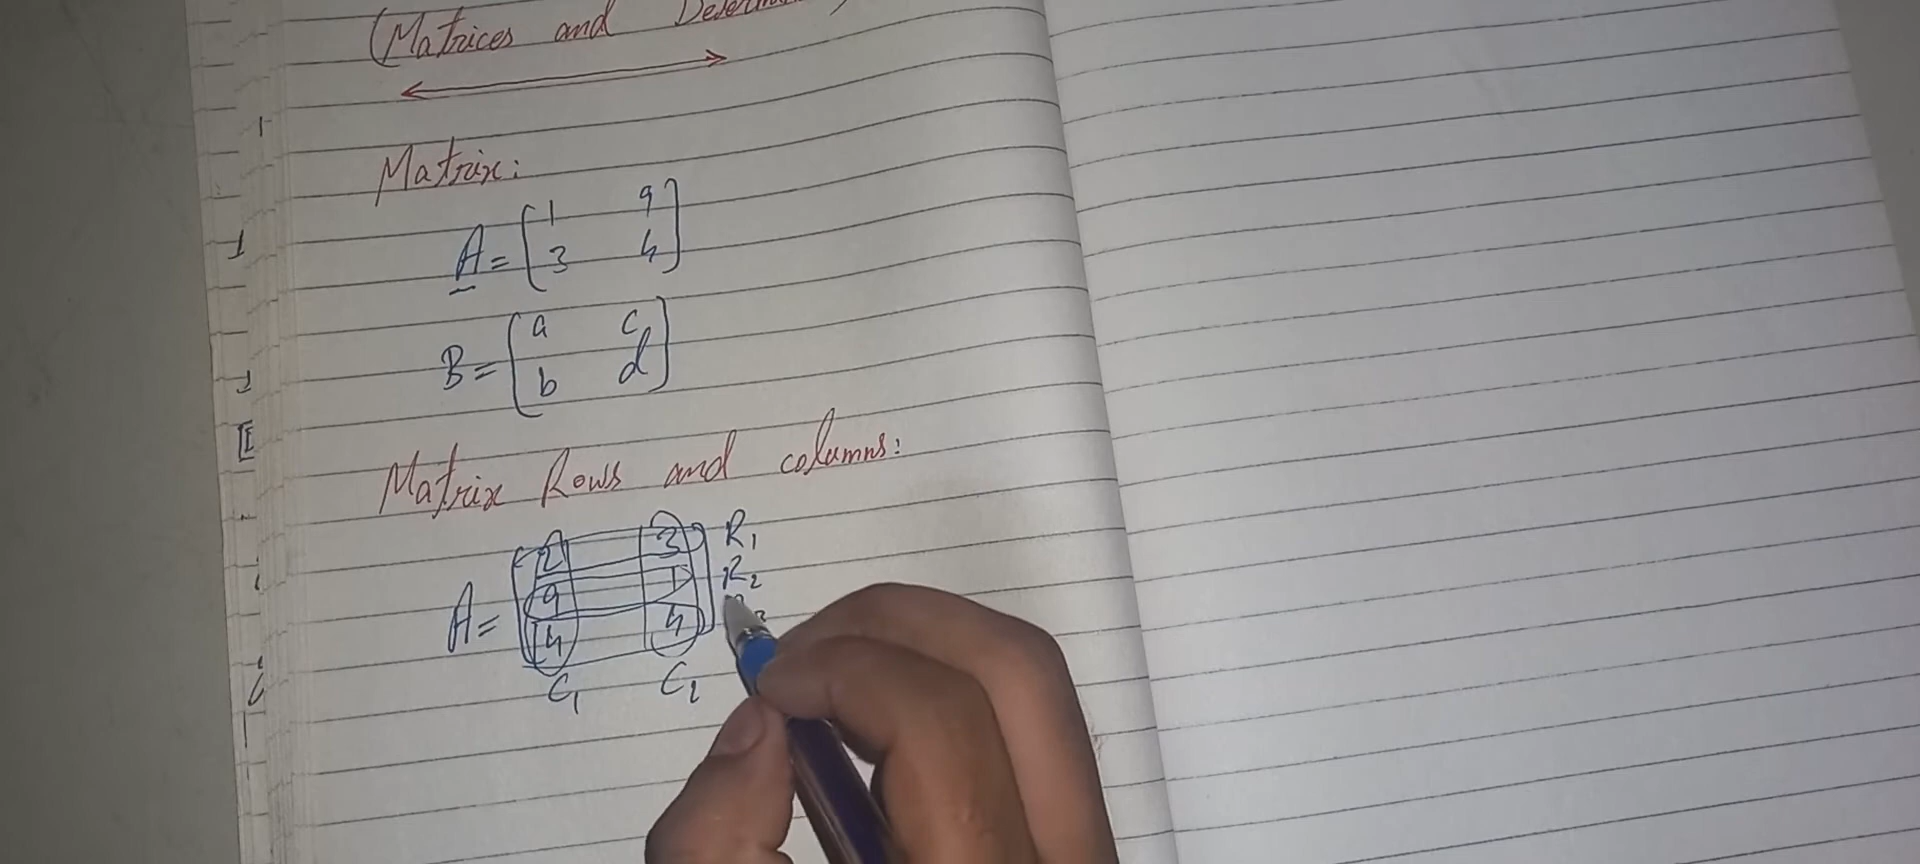 (Matrices and
Matrix:
A = [1 9
3 4]
B = [a c
b d]
Matrix Rows and columns:
A = [2 3] R1
[9 1] R2
[4 4]
C1 C2